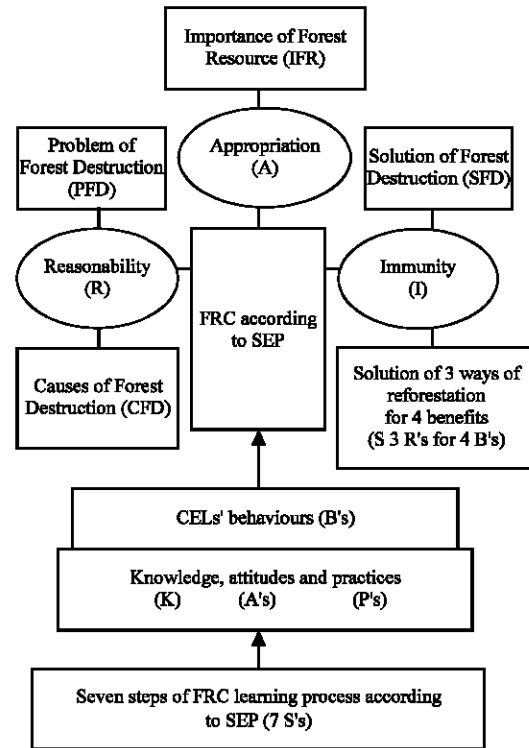 Importance of Forest
Resource (IFR)
Problem of
Forest Destruction
(PFD)
Appropriation
(A)
Solution of Forest
Destruction (SFD)
Reasonability
(R)
FRC according
to SEP
Immunity
(I)
Causes of Forest
Destruction (CFD)
Solution of 3 ways of
reforestation
for 4 benefits
(S 3 R's for 4 B's)
CELs' behaviours (B's)
Knowledge, attitudes and practices
(K) (A's) (P's)
Seven steps of FRC learning process according
to SEP (7 S's)